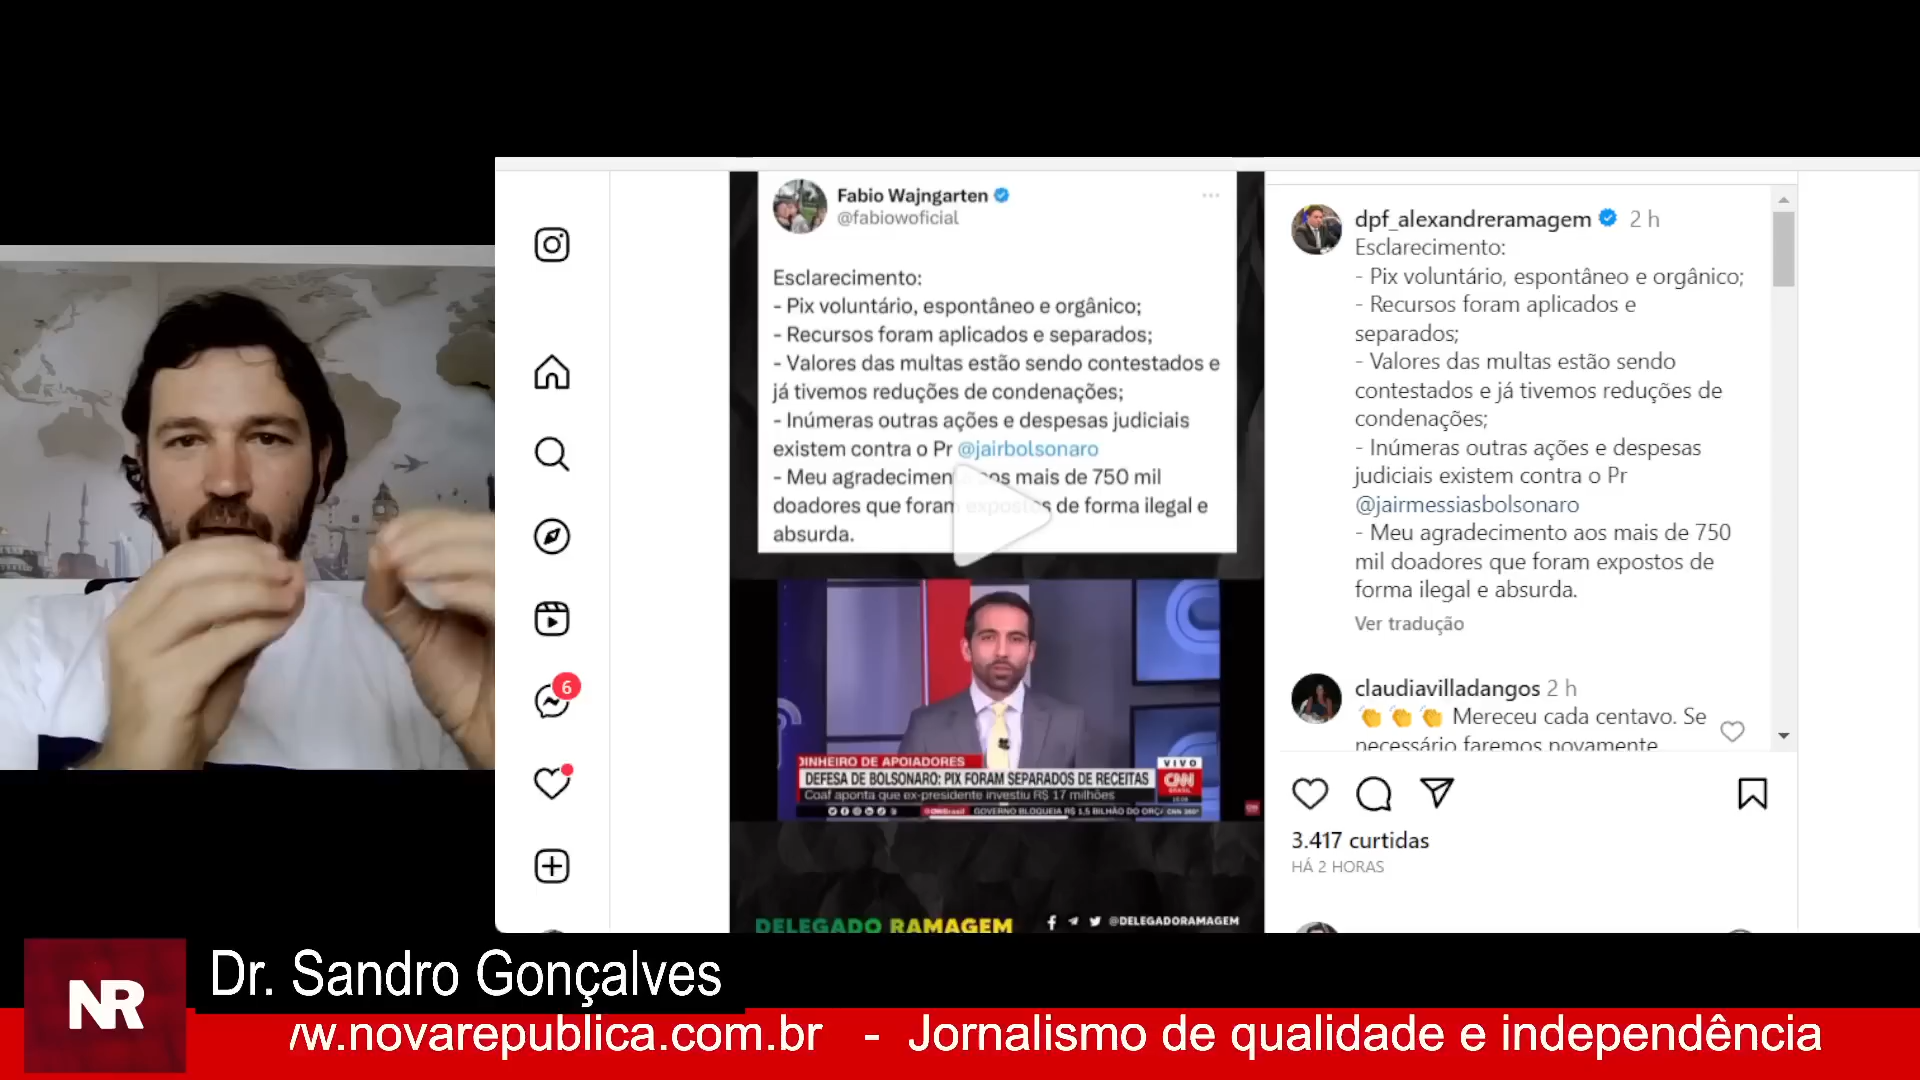 Fabio Wajngarten
@fabiowoficial
Esclarecimento:
- Pix voluntário, espontâneo e orgânico;
- Recursos foram aplicados e separados;
- Valores das multas estão sendo contestados e
já tivemos reduções de condenações;
- Inúmeras outras ações e despesas judiciais
existem contra o Pr @jairbolsonaro
- Meu agradecimento aos mais de 750 mil
doadores que foram expostos de forma ilegal e
absurda.
DINHEIRO DE APOIADORES
DEFESA DE BOLSONARO: PIX FORAM SEPARADOS DE RECEITAS
Coaf aponta que ex-presidente investiu R$ 17 milhões
VIVO
CNN
BRASIL
@CNNBrasil GOVERNO BLOQUEIA R$ 1,5 BILHÃO DO ORÇ CNN 360°
DELEGADO RAMAGEM
@DELEGADORAMAGEM
6
dpf_alexandreramagem 2 h
Esclarecimento:
- Pix voluntário, espontâneo e orgânico;
- Recursos foram aplicados e
separados;
- Valores das multas estão sendo
contestados e já tivemos reduções de
condenações;
- Inúmeras outras ações e despesas
judiciais existem contra o Pr
@jairmessiasbolsonaro
- Meu agradecimento aos mais de 750
mil doadores que foram expostos de
forma ilegal e absurda.
Ver tradução
claudiavilladangos 2 h
👏 👏 👏 Mereceu cada centavo. Se
necessário faremos novamente
3.417 curtidas
HÁ 2 HORAS
NR
Dr. Sandro Gonçalves
w.novarepublica.com.br - Jornalismo de qualidade e independência